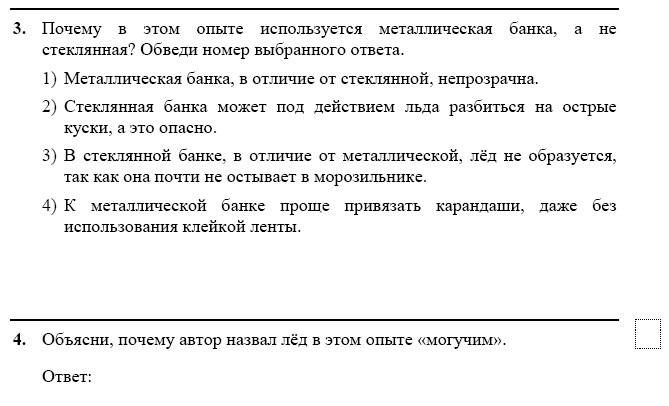 3. Почему в этом опыте используется металлическая банка, а не
стеклянная? Обведи номер выбранного ответа.
1) Металлическая банка, в отличие от стеклянной, непрозрачна.
2) Стеклянная банка может под действием льда разбиться на острые
куски, а это опасно.
3) В стеклянной банке, в отличие от металлической, лёд не образуется,
так как она почти не остывает в морозильнике.
4) К металлической банке проще привязать карандаши, даже без
использования клейкой ленты.
4. Объясни, почему автор назвал лёд в этом опыте «могучим».
Ответ: